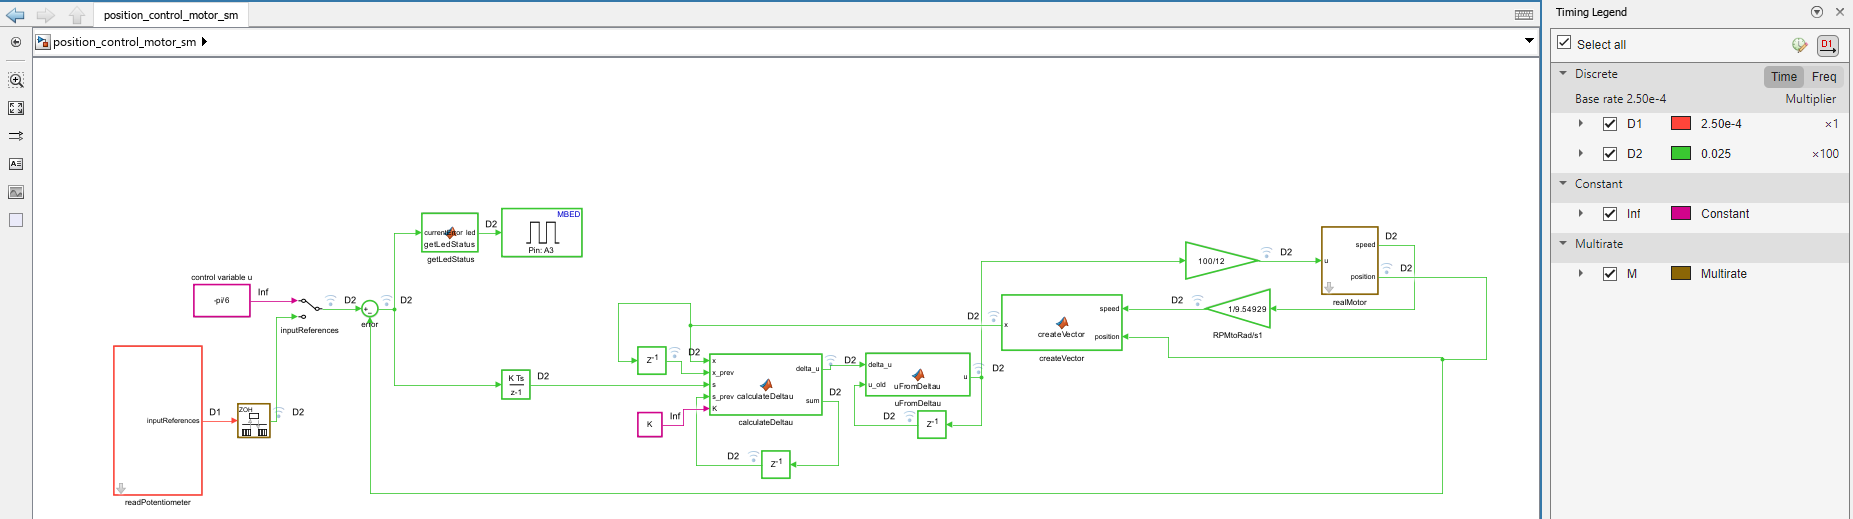 position_control_motor_sm
position_control_motor_sm
Timing Legend
Select all
D1
Discrete
Time
Freq
Base rate 2.50e-4
Multiplier
D1
2.50e-4
×1
D2
0.025
×100
Constant
Inf
Constant
Multirate
M
Multirate
MBED
Pin: A3
led
getLedStatus
getLedStatus
D2
control variable u
-pi/6
Inf
inputReferences
D2
+
-
error
D2
inputReferences
readPotentiometer
D1
ZOH
D2
K Ts
z-1
D2
Z-1
D2
x
x_prev
s
s_prev
K
delta_u
sum
calculateDeltau
calculateDeltau
K
Inf
D2
Z-1
D2
D2
delta_u
u_old
u
uFromDeltau
uFromDeltau
D2
Z-1
D2
D2
x
speed
position
createVector
createVector
100/12
D2
u
speed
position
realMotor
D2
D2
1/9.54929
RPMtoRad/s1
D2